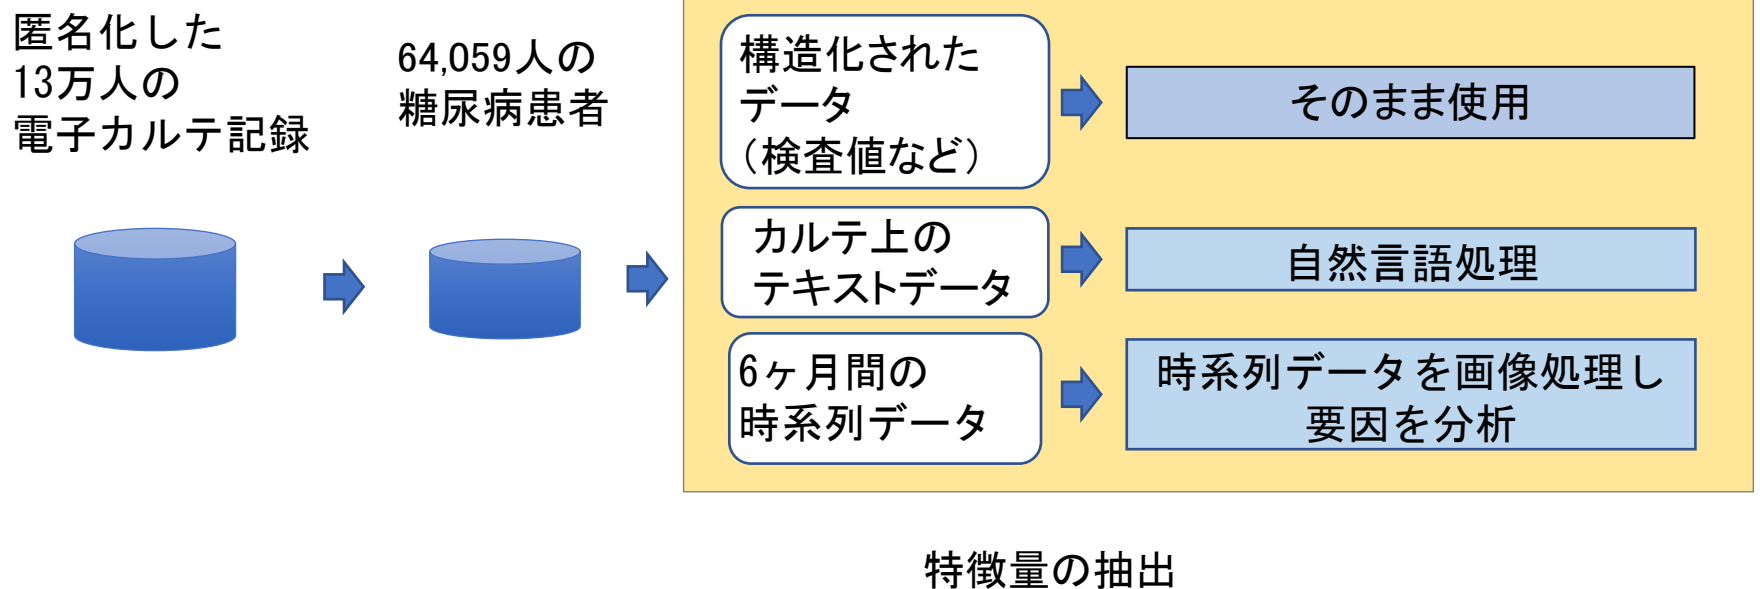 匿名化した
13万人の
電子カルテ記録
64,059人の
糖尿病患者
構造化された
データ
（検査値など）
そのまま使用
カルテ上の
テキストデータ
自然言語処理
6ヶ月間の
時系列データ
時系列データを画像処理し
要因を分析
特徴量の抽出